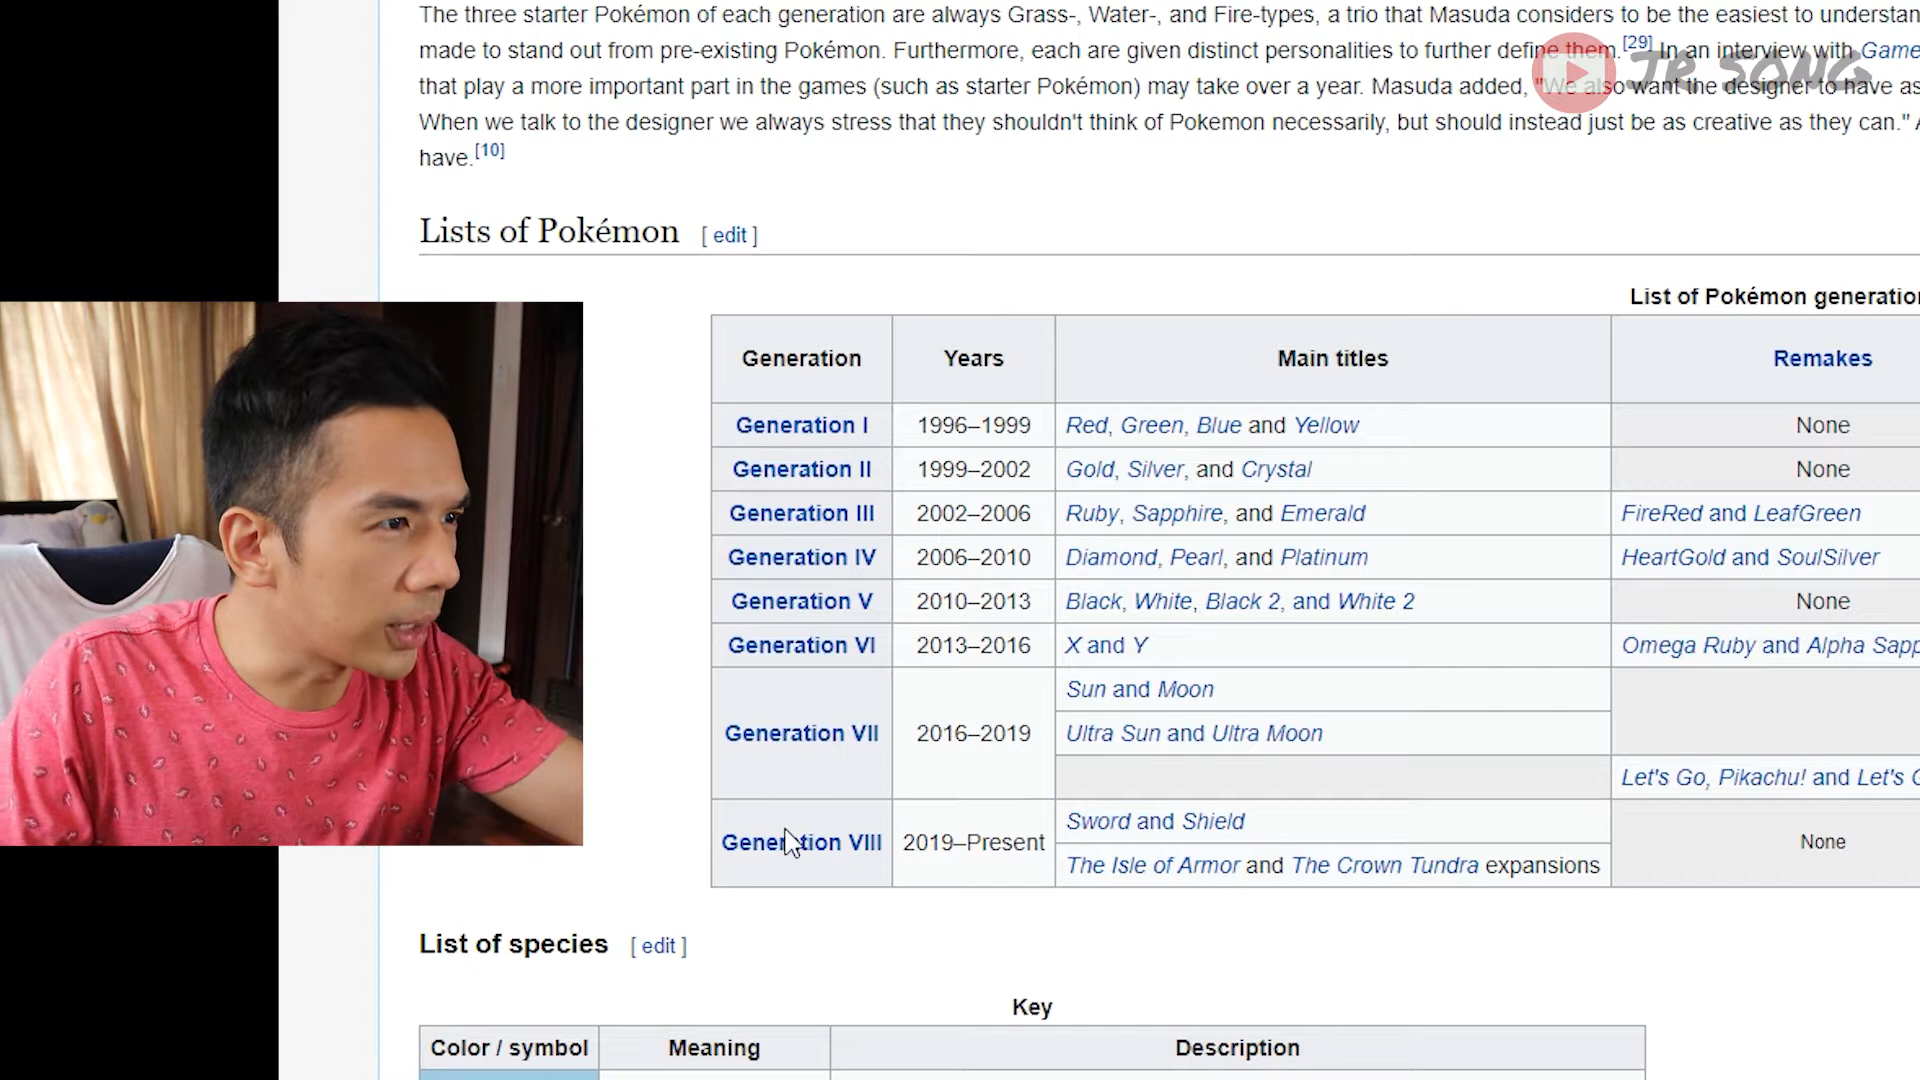 The three starter Pokémon of each generation are always Grass-, Water-, and Fire-types, a trio that Masuda considers to be the easiest to
made to stand out from pre-existing Pokémon. Furthermore, each are given distinct personalities to further define them.[29] In an interview with Game
JR SONG
that play a more important part in the games (such as starter Pokémon) may take over a year. Masuda added, "We also want the designer to have as
When we talk to the designer we always stress that they shouldn't think of Pokemon necessarily, but should instead just be as creative as they can." A
have.[10]
Lists of Pokémon [ edit ]
List of Pokémon
Generation Years Main titles Remakes
Generation I 1996–1999 Red, Green, Blue and Yellow None
Generation II 1999–2002 Gold, Silver, and Crystal None
Generation III 2002–2006 Ruby, Sapphire, and Emerald FireRed and LeafGreen
Generation IV 2006–2010 Diamond, Pearl, and Platinum HeartGold and SoulSilver
Generation V 2010–2013 Black, White, Black 2, and White 2 None
Generation VI 2013–2016 X and Y Omega Ruby and Alpha Sapp
Sun and Moon
Generation VII 2016–2019 Ultra Sun and Ultra Moon
Let's Go, Pikachu! and Let's
Sword and Shield
Generation VIII 2019–Present None
The Isle of Armor and The Crown Tundra expansions
List of species [ edit ]
Key
Color / symbol Meaning Description